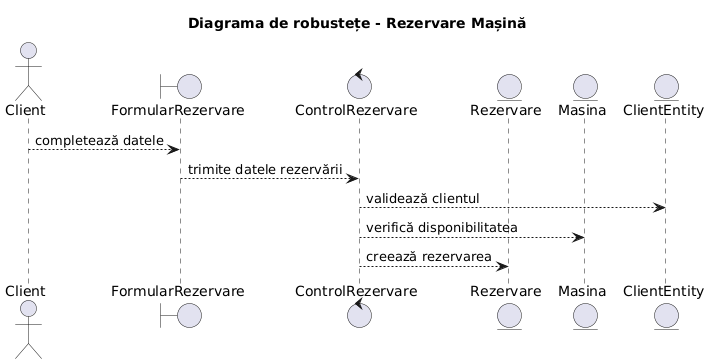 Diagrama de robustețe - Rezervare Mașină
Client FormularRezervare ControlRezervare Rezervare Masina ClientEntity
completează datele
trimite datele rezervării
validează clientul
verifică disponibilitatea
creează rezervarea
Client FormularRezervare ControlRezervare Rezervare Masina ClientEntity